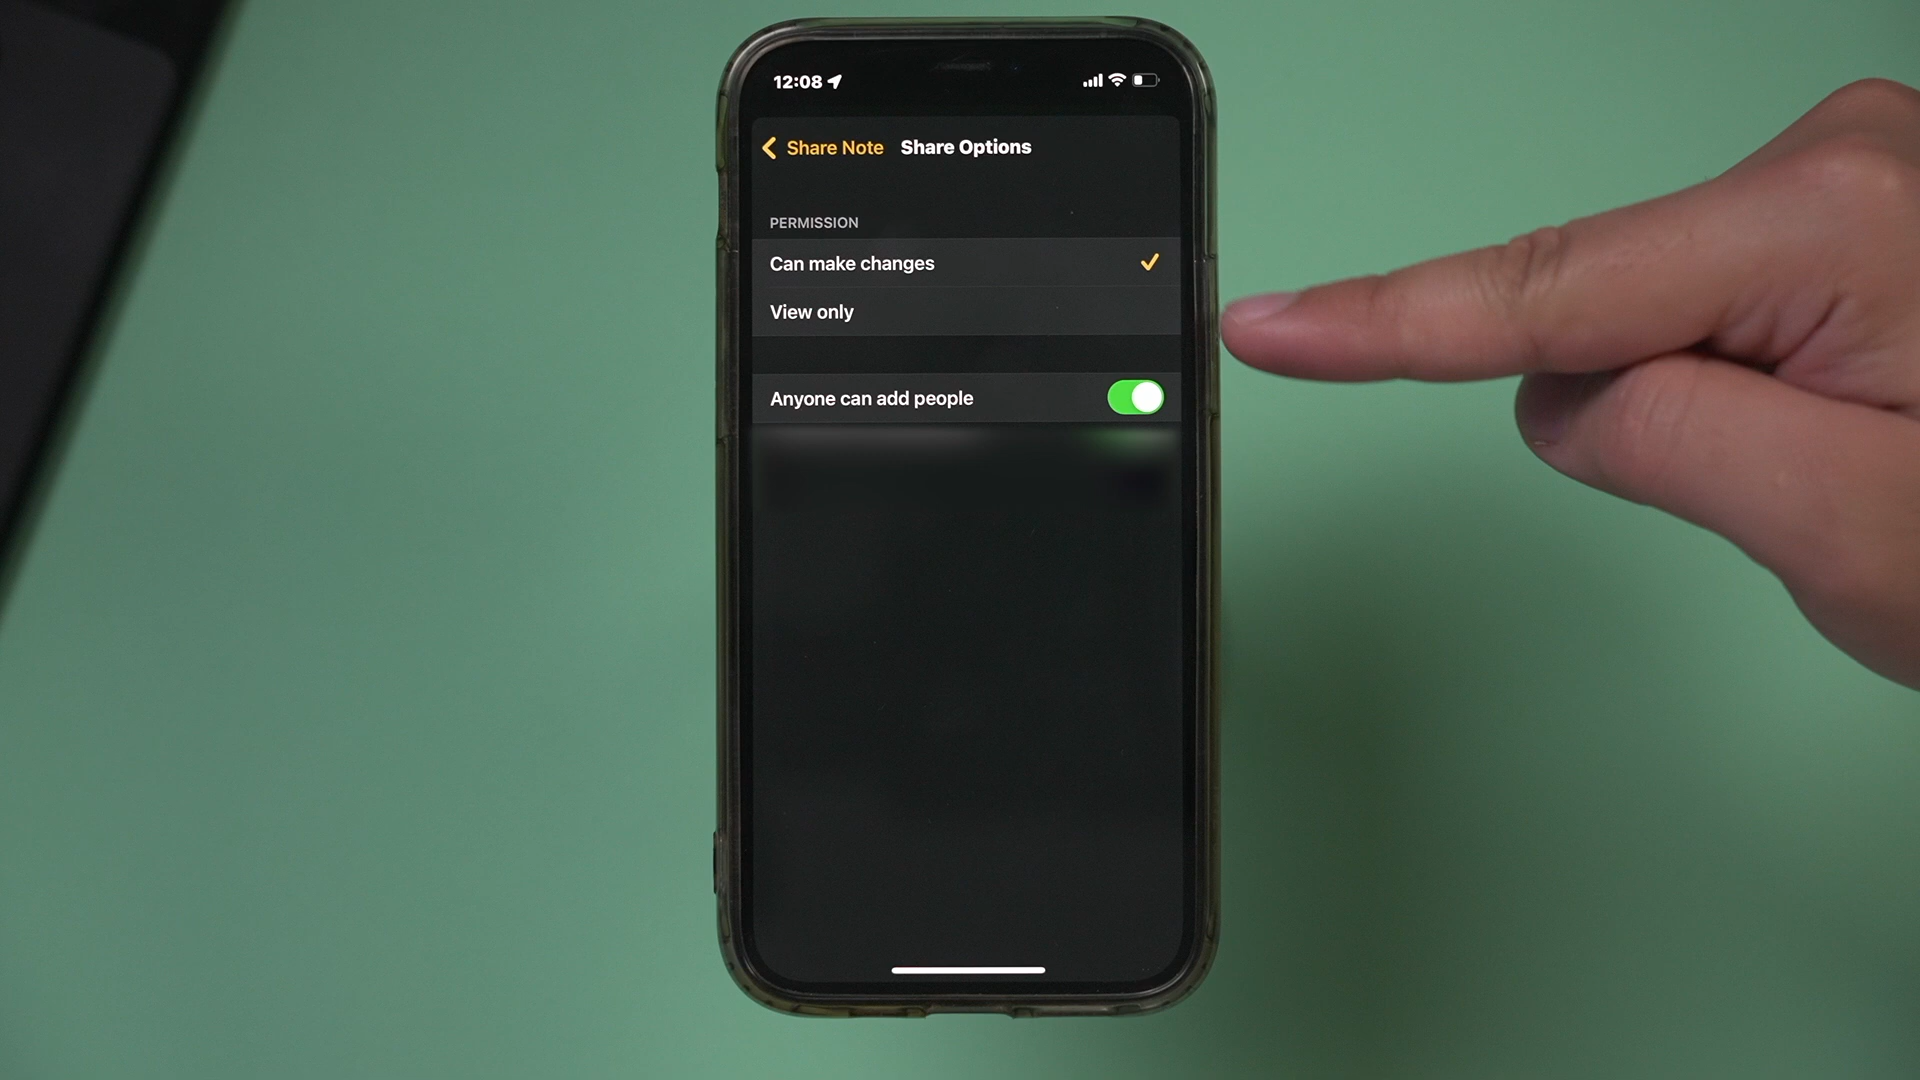 12:08
Share Note Share Options
PERMISSION
Can make changes
View only
Anyone can add people